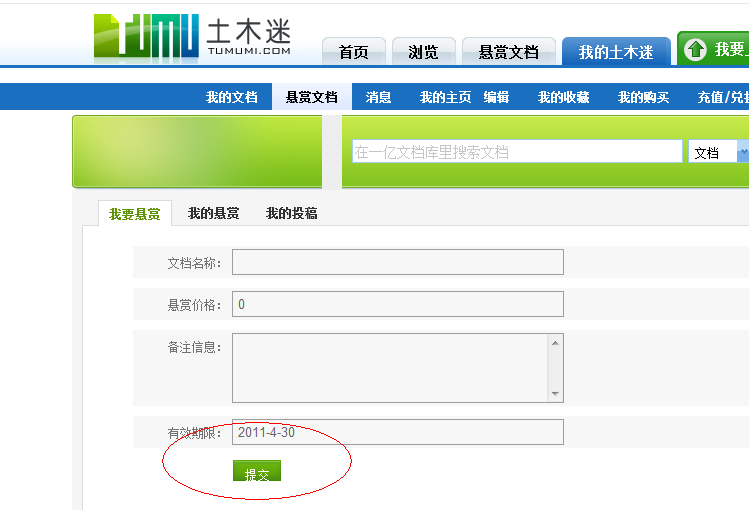 TUMU 土木迷
TUMUMI.COM
首页 浏览 悬赏文档 我的土木迷 我要
我的文档 悬赏文档 消息 我的主页 编辑 我的收藏 我的购买 充值/兑
在一亿文档库里搜索文档 文档
我要悬赏 我的悬赏 我的投稿
文档名称：
悬赏价格： 0
备注信息：
有效期限： 2011-4-30
提交